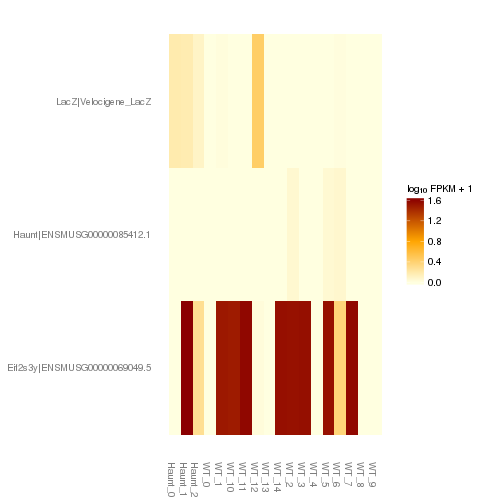 LacZ|Velocigene_LacZ
Haunt|ENSMUSG00000085412.1
Eif2s3y|ENSMUSG00000069049.5
log10 FPKM + 1
1.6
1.2
0.8
0.4
0.0
Haunt_0
Haunt_1
Haunt_2
WT_0
WT_1
WT_10
WT_11
WT_12
WT_13
WT_14
WT_2
WT_3
WT_4
WT_5
WT_6
WT_7
WT_8
WT_9